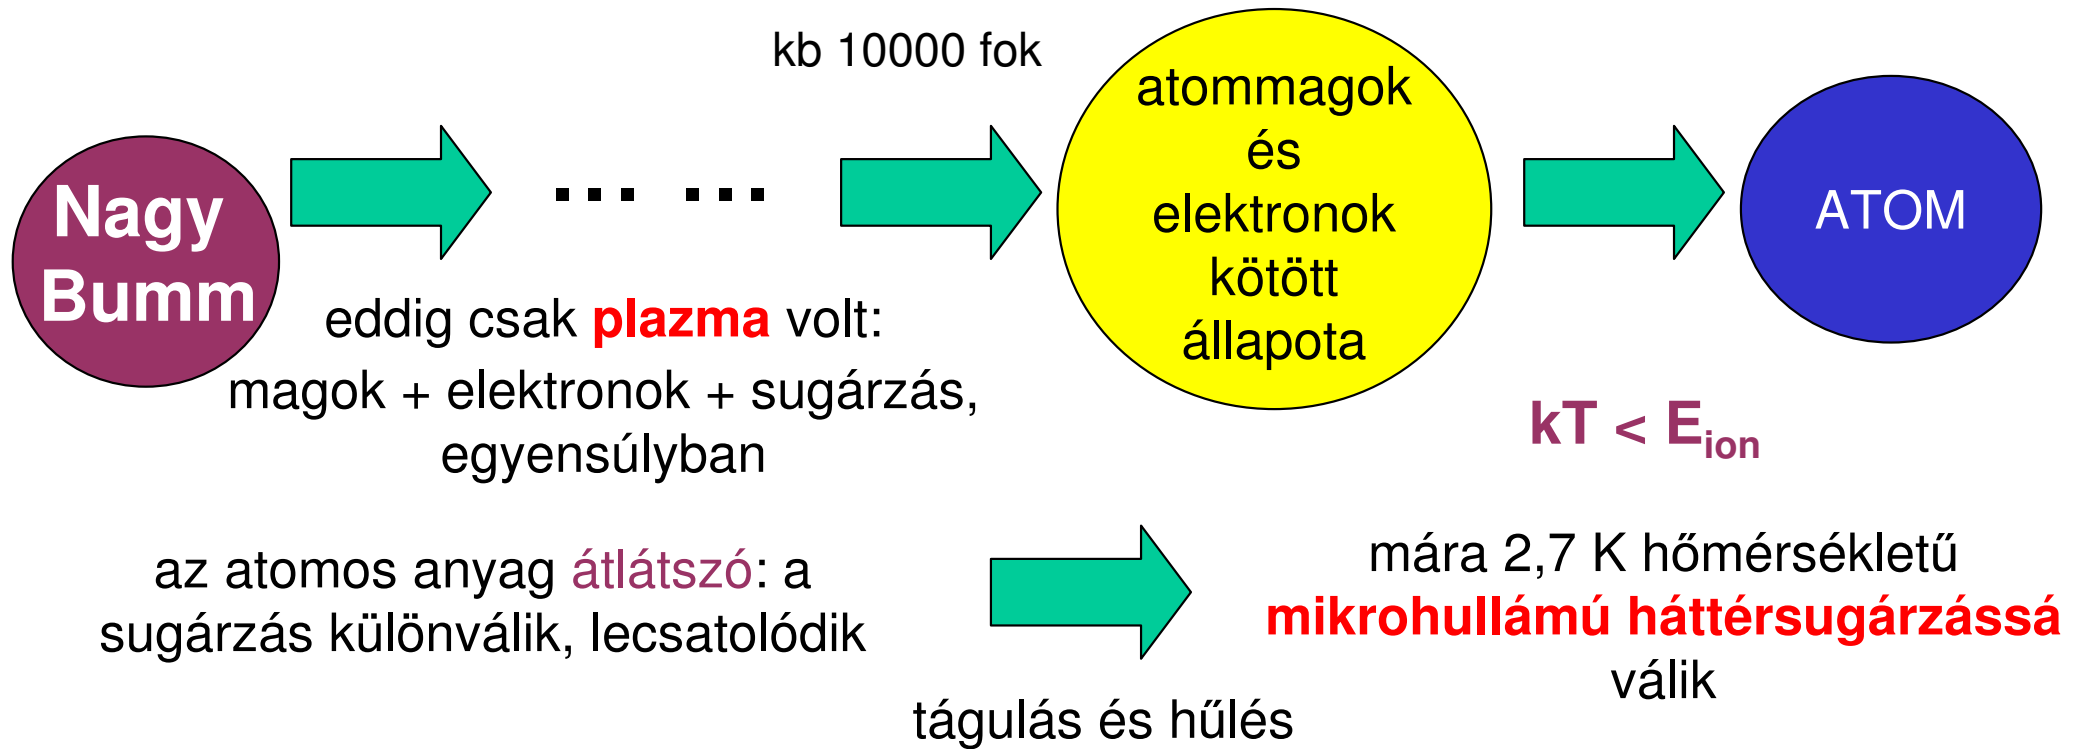 kb 10000 fok
Nagy
Bumm
... ...
atommagok
és
elektronok
kötött
állapota
ATOM
eddig csak plazma volt:
magok + elektronok + sugárzás,
egyensúlyban
kT < E_ion
az atomos anyag átlátszó: a
sugárzás különválik, lecsatolódik
tágulás és hűlés
mára 2,7 K hőmérsékletű
mikrohullámú háttérsugárzássá
válik